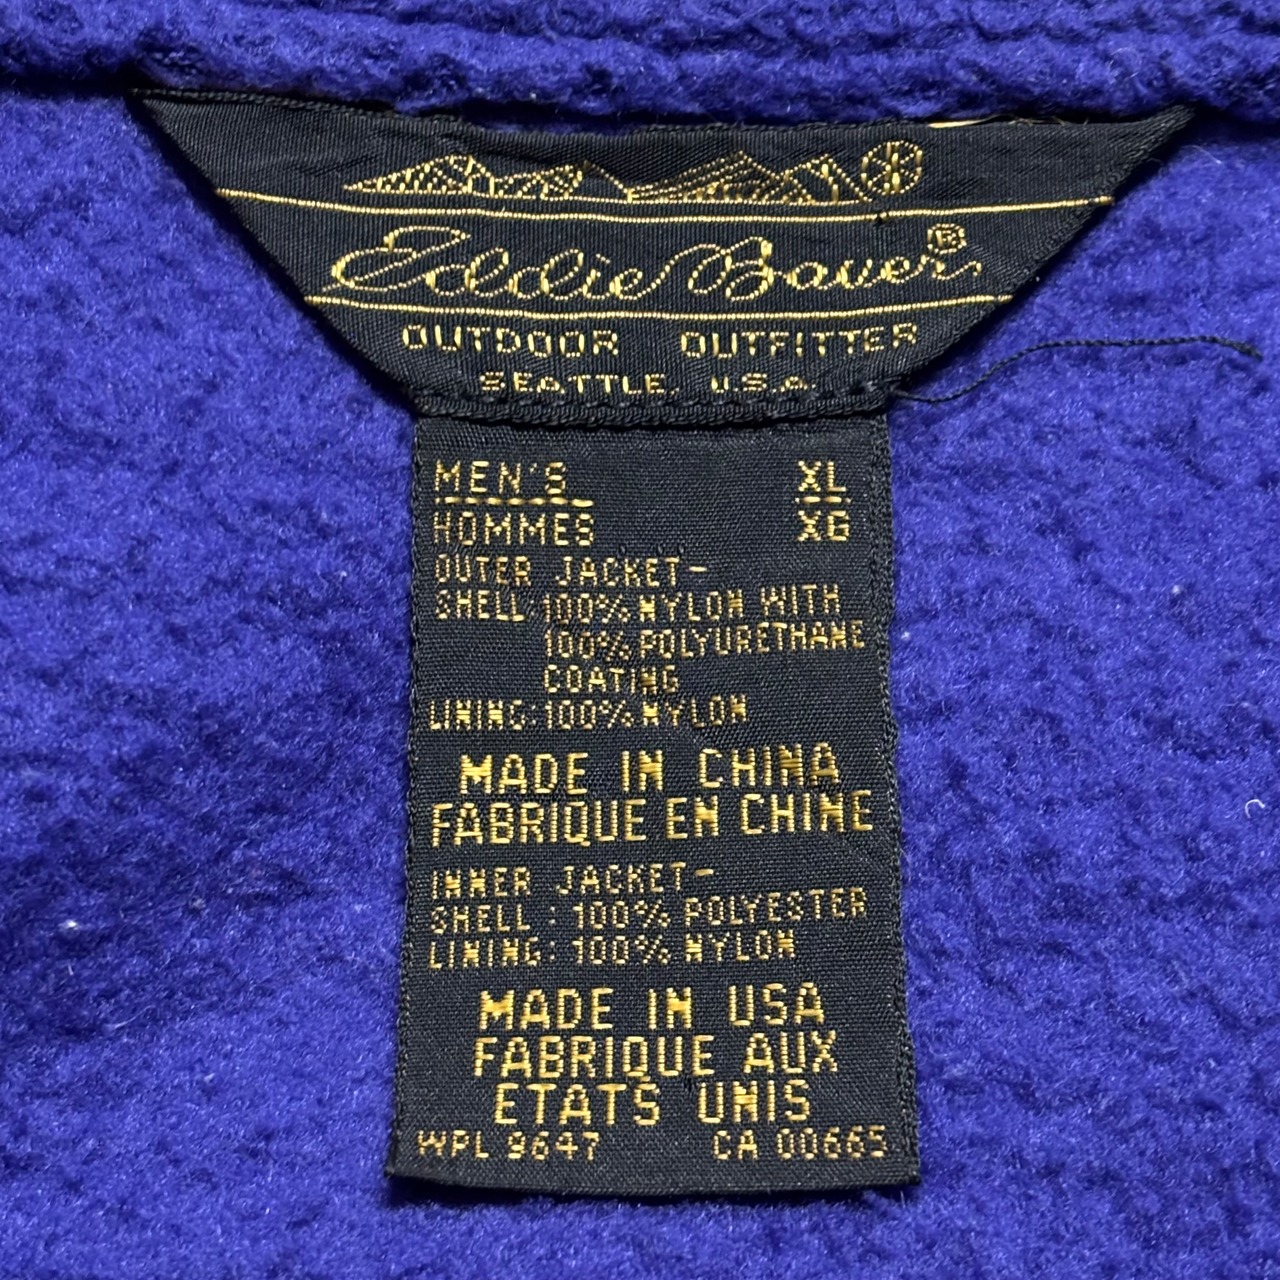 Eddie Bauer®
OUTDOOR OUTFITTER
SEATTLE, U.S.A.
MEN'S XL
HOMMES XG
OUTER JACKET-
SHELL:100% NYLON WITH
100% POLYURETHANE
COATING
LINING:100% NYLON
MADE IN CHINA
FABRIQUE EN CHINE
INNER JACKET-
SHELL : 100% POLYESTER
LINING: 100% NYLON
MADE IN USA
FABRIQUE AUX
ETATS UNIS
WPL 9647 CA 00665